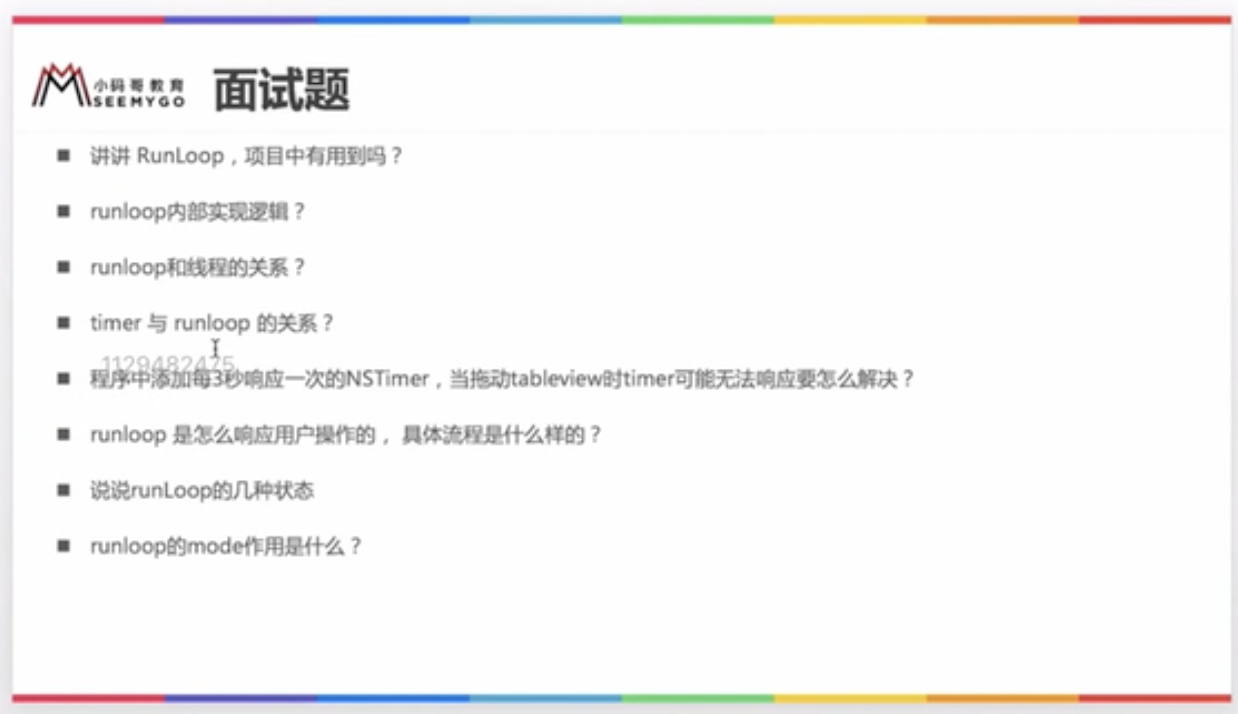 小码哥教育
SEEMYGO
面试题
讲讲 RunLoop，项目中有用到吗？
runloop内部实现逻辑？
runloop和线程的关系？
timer 与 runloop 的关系？
1129482475
程序中添加每3秒响应一次的NSTimer，当拖动tableview时timer可能无法响应要怎么解决？
runloop 是怎么响应用户操作的， 具体流程是什么样的？
说说runLoop的几种状态
runloop的mode作用是什么？